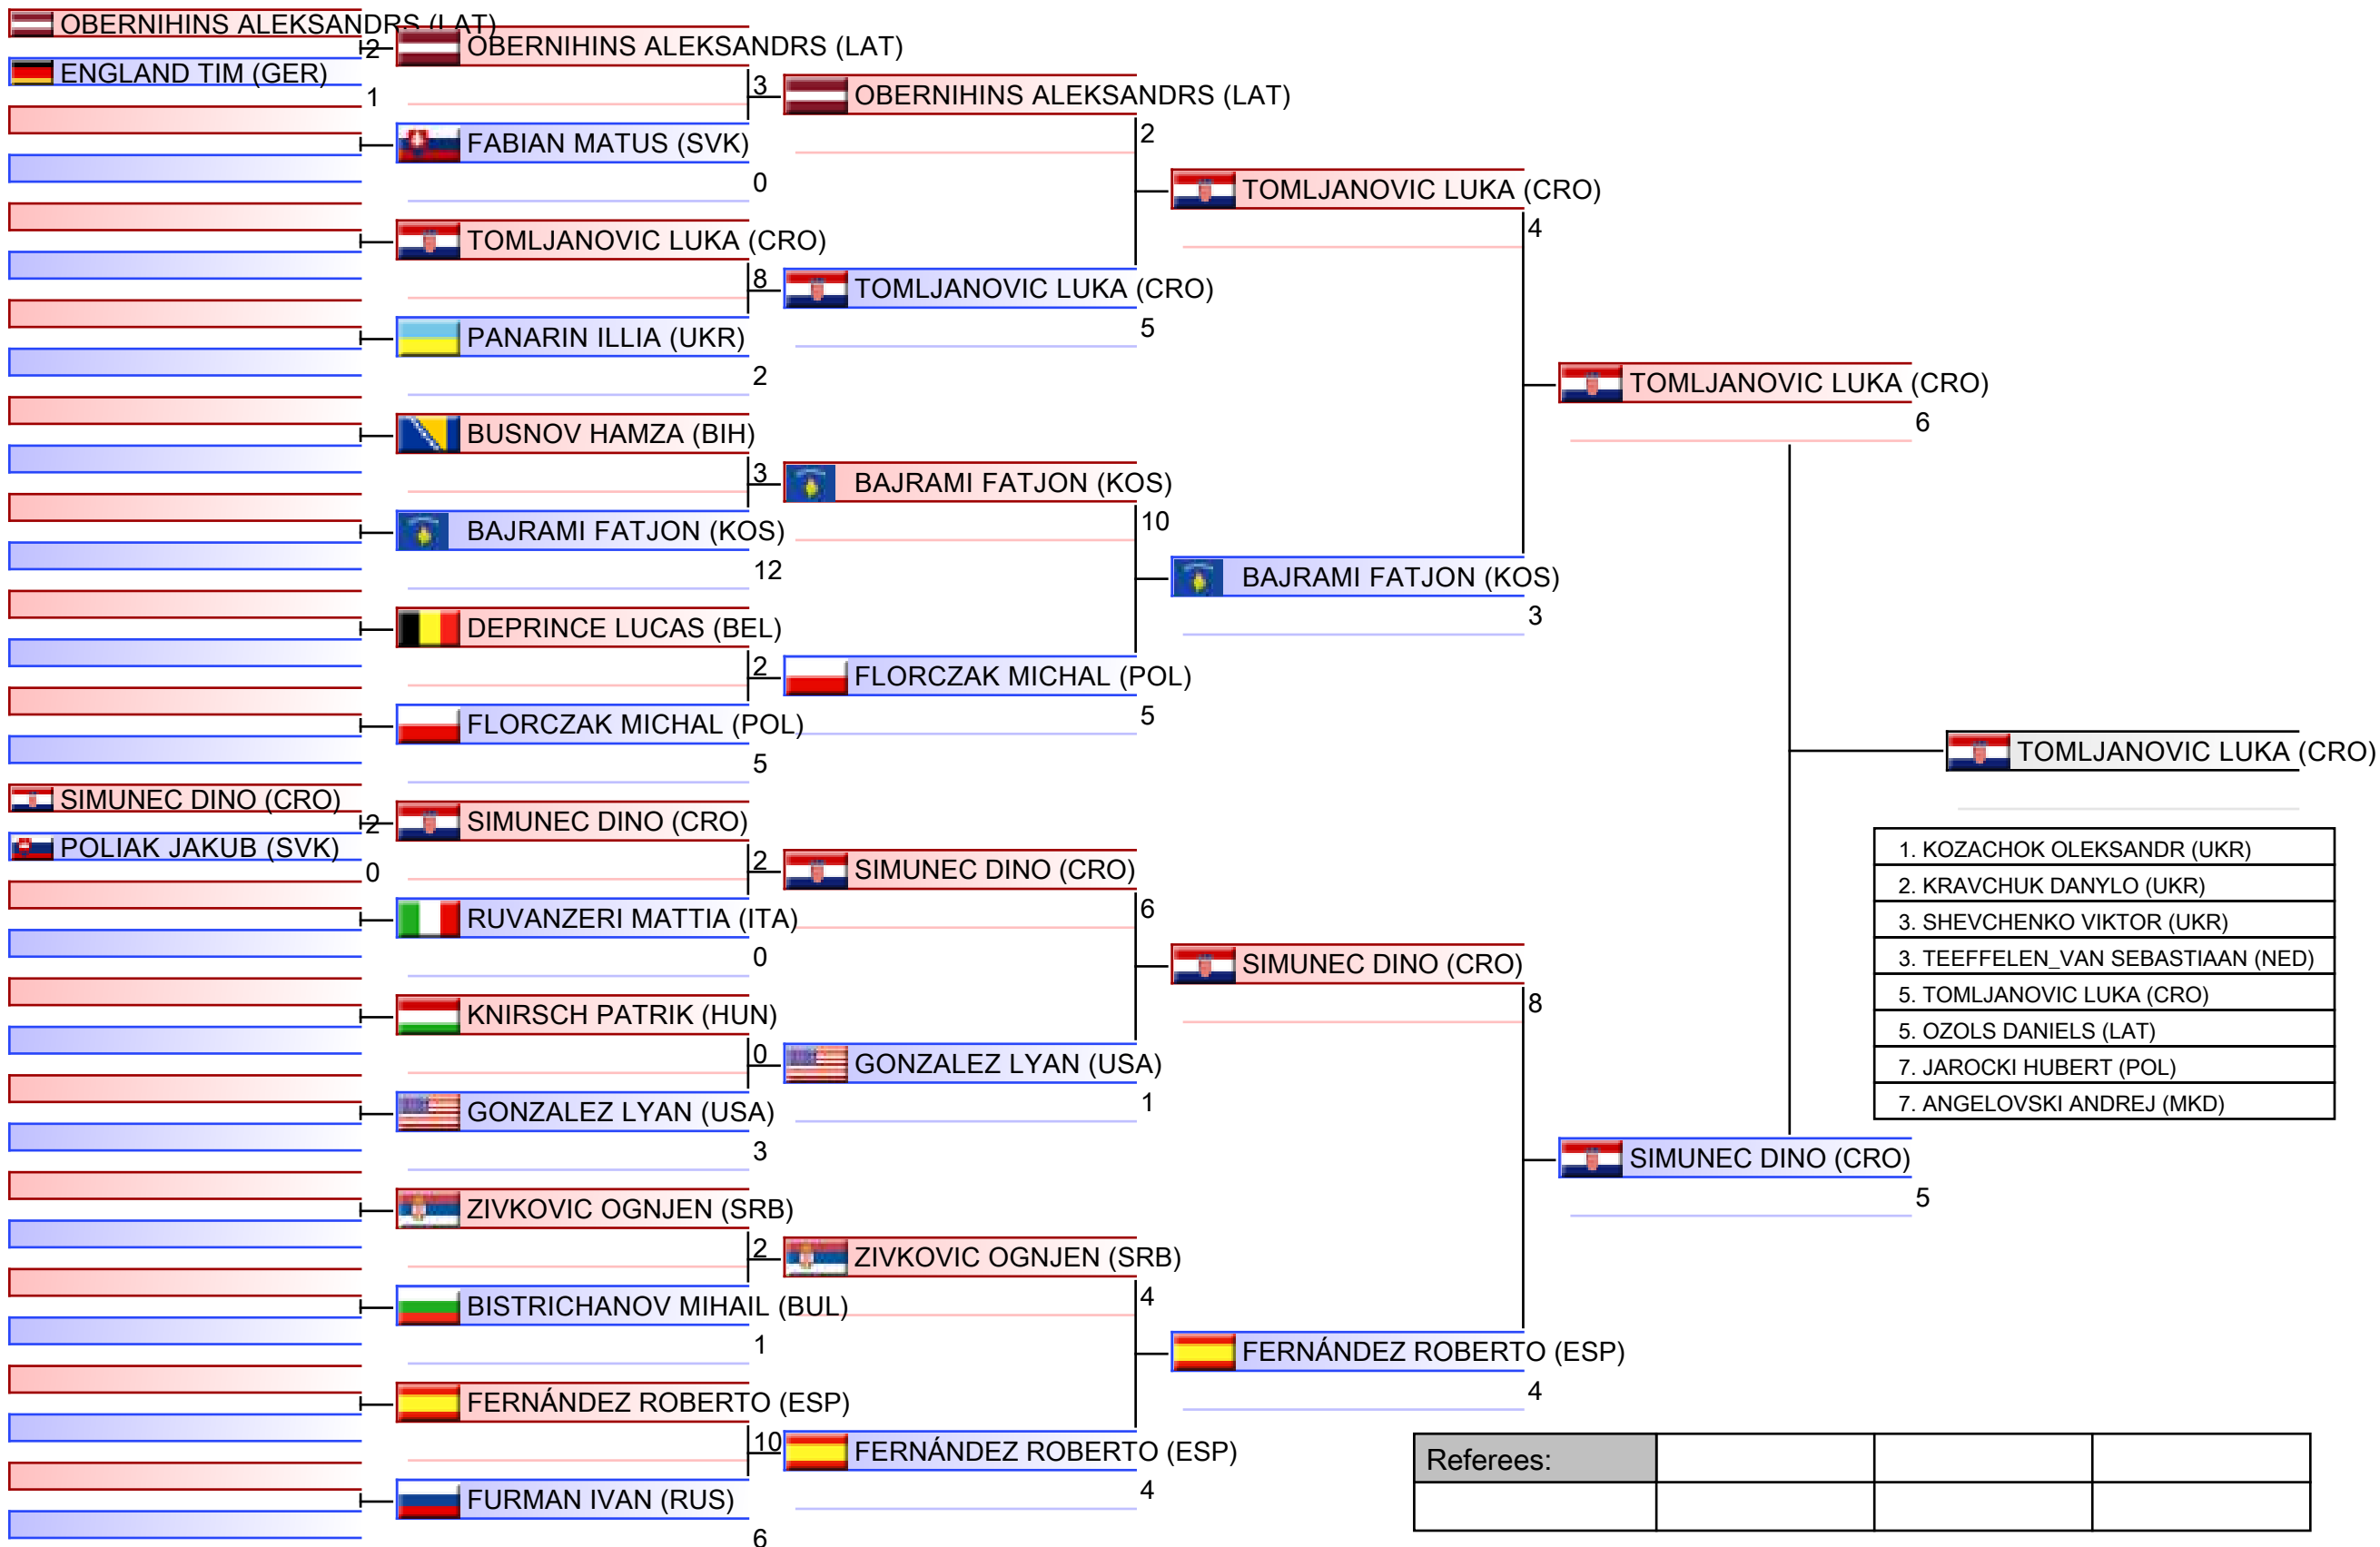 OBERNIHINS ALEKSANDRS (LAT)
2
ENGLAND TIM (GER)
1
SIMUNEC DINO (CRO)
2
POLIAK JAKUB (SVK)
0
OBERNIHINS ALEKSANDRS (LAT)
3
FABIAN MATUS (SVK)
0
TOMLJANOVIC LUKA (CRO)
8
PANARIN ILLIA (UKR)
2
BUSNOV HAMZA (BIH)
3
BAJRAMI FATJON (KOS)
12
DEPRINCE LUCAS (BEL)
2
FLORCZAK MICHAL (POL)
5
SIMUNEC DINO (CRO)
2
RUVANZERI MATTIA (ITA)
0
KNIRSCH PATRIK (HUN)
0
GONZALEZ LYAN (USA)
3
ZIVKOVIC OGNJEN (SRB)
2
BISTRICHANOV MIHAIL (BUL)
1
FERNÁNDEZ ROBERTO (ESP)
10
FURMAN IVAN (RUS)
6
OBERNIHINS ALEKSANDRS (LAT)
2
TOMLJANOVIC LUKA (CRO)
5
BAJRAMI FATJON (KOS)
10
FLORCZAK MICHAL (POL)
5
SIMUNEC DINO (CRO)
6
GONZALEZ LYAN (USA)
1
ZIVKOVIC OGNJEN (SRB)
4
FERNÁNDEZ ROBERTO (ESP)
4
TOMLJANOVIC LUKA (CRO)
4
BAJRAMI FATJON (KOS)
3
SIMUNEC DINO (CRO)
8
FERNÁNDEZ ROBERTO (ESP)
4
TOMLJANOVIC LUKA (CRO)
6
SIMUNEC DINO (CRO)
5
TOMLJANOVIC LUKA (CRO)
1. KOZACHOK OLEKSANDR (UKR)
2. KRAVCHUK DANYLO (UKR)
3. SHEVCHENKO VIKTOR (UKR)
3. TEEFFELEN_VAN SEBASTIAAN (NED)
5. TOMLJANOVIC LUKA (CRO)
5. OZOLS DANIELS (LAT)
7. JAROCKI HUBERT (POL)
7. ANGELOVSKI ANDREJ (MKD)
Referees: